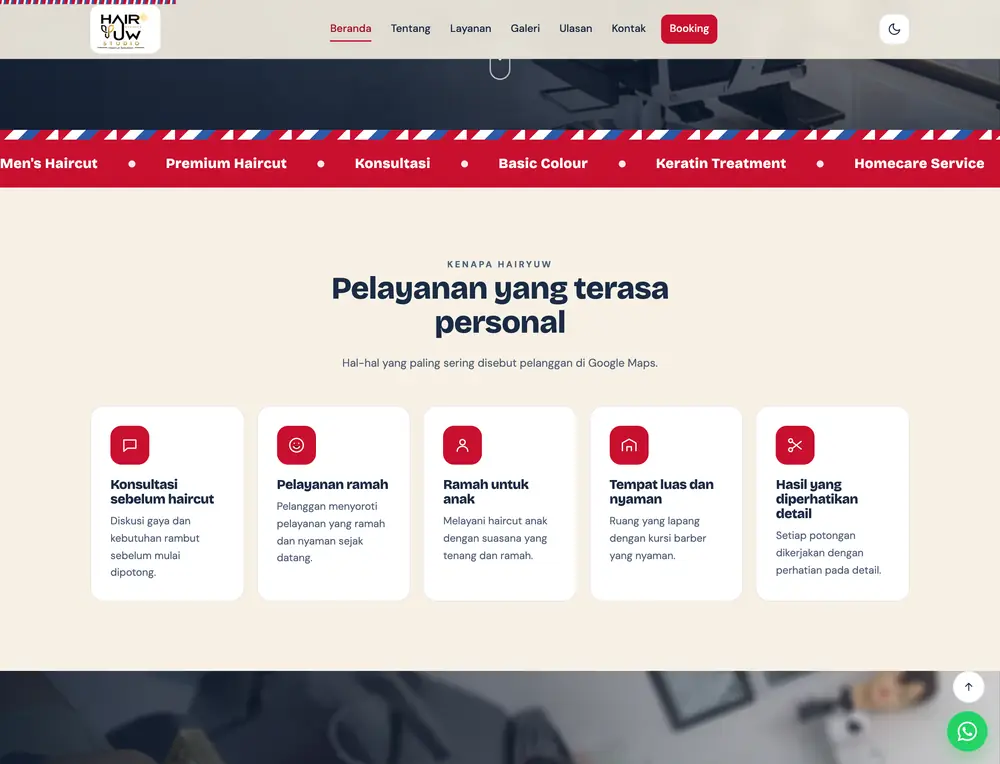 HAIR
YUW
STUDIO
Beranda
Tentang
Layanan
Galeri
Ulasan
Kontak
Booking
Men's Haircut
Premium Haircut
Konsultasi
Basic Colour
Keratin Treatment
Homecare Service
KENAPA HAIRYUW
Pelayanan yang terasa
personal
Hal-hal yang paling sering disebut pelanggan di Google Maps.
Konsultasi
sebelum haircut
Diskusi gaya dan
kebutuhan rambut
sebelum mulai
dipotong.
Pelayanan ramah
Pelanggan menyoroti
pelayanan yang ramah
dan nyaman sejak
datang.
Ramah untuk
anak
Melayani haircut anak
dengan suasana yang
tenang dan ramah.
Tempat luas dan
nyaman
Ruang yang lapang
dengan kursi barber
yang nyaman.
Hasil yang
diperhatikan
detail
Setiap potongan
dikerjakan dengan
perhatian pada detail.